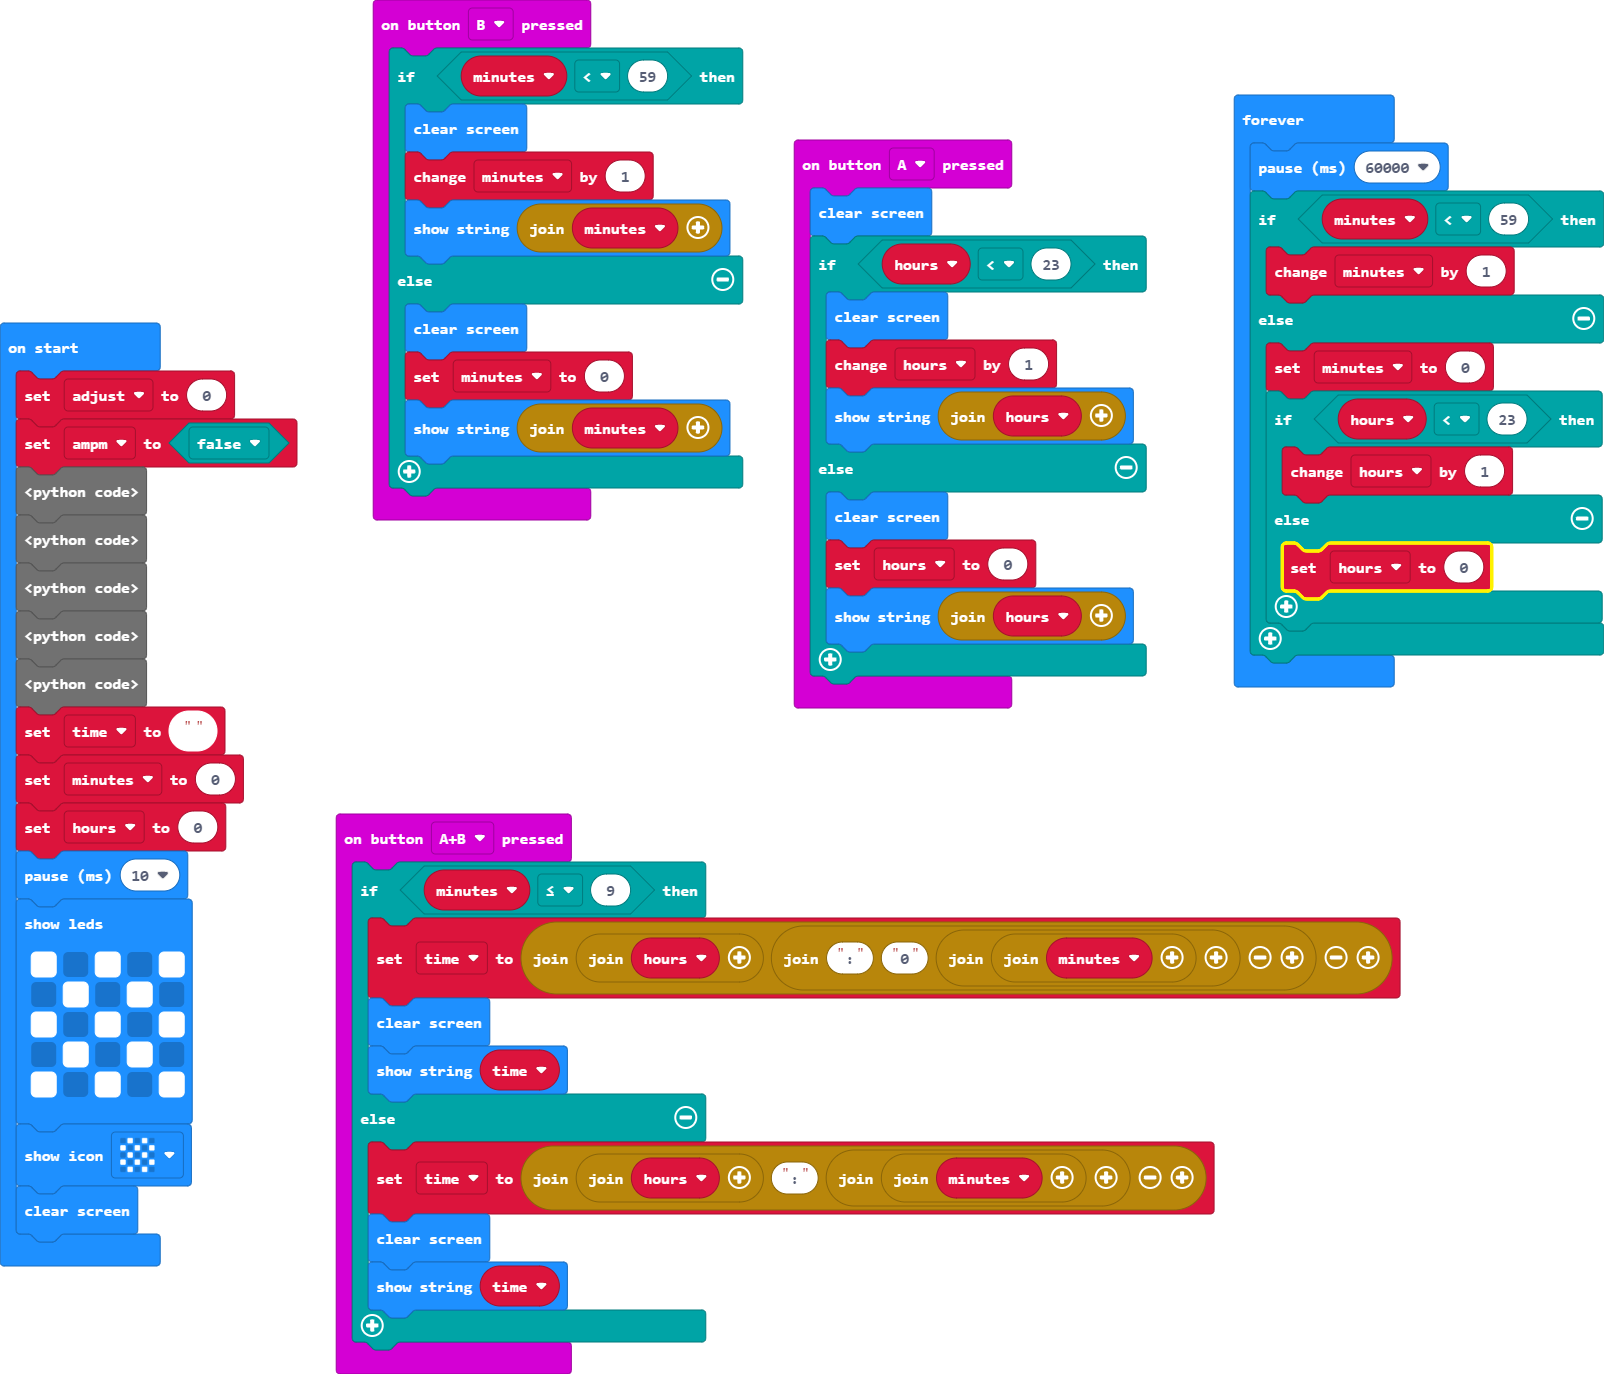 on start
set adjust to 0
set ampm to false
<python code>
<python code>
<python code>
<python code>
<python code>
set time to " "
set minutes to 0
set hours to 0
pause (ms) 10
show leds
show icon
clear screen
on button B pressed
if minutes < 59 then
clear screen
change minutes by 1
show string join minutes
else
clear screen
set minutes to 0
show string join minutes
on button A pressed
clear screen
if hours < 23 then
clear screen
change hours by 1
show string join hours
else
clear screen
set hours to 0
show string join hours
forever
pause (ms) 60000
if minutes < 59 then
change minutes by 1
else
set minutes to 0
if hours < 23 then
change hours by 1
else
set hours to 0
on button A+B pressed
if minutes ≤ 9 then
set time to join join hours join ":" "0" join join minutes
clear screen
show string time
else
set time to join join hours ":" join join minutes
clear screen
show string time